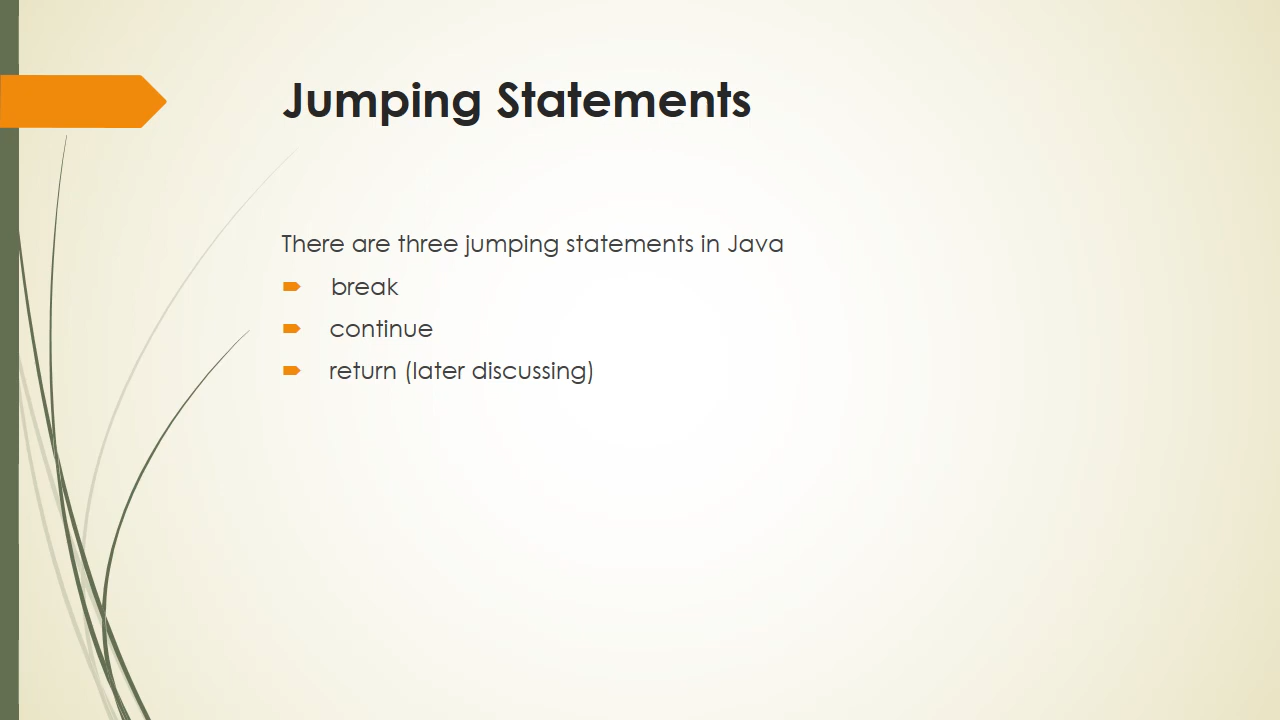 Jumping Statements
There are three jumping statements in Java
break
continue
return (later discussing)